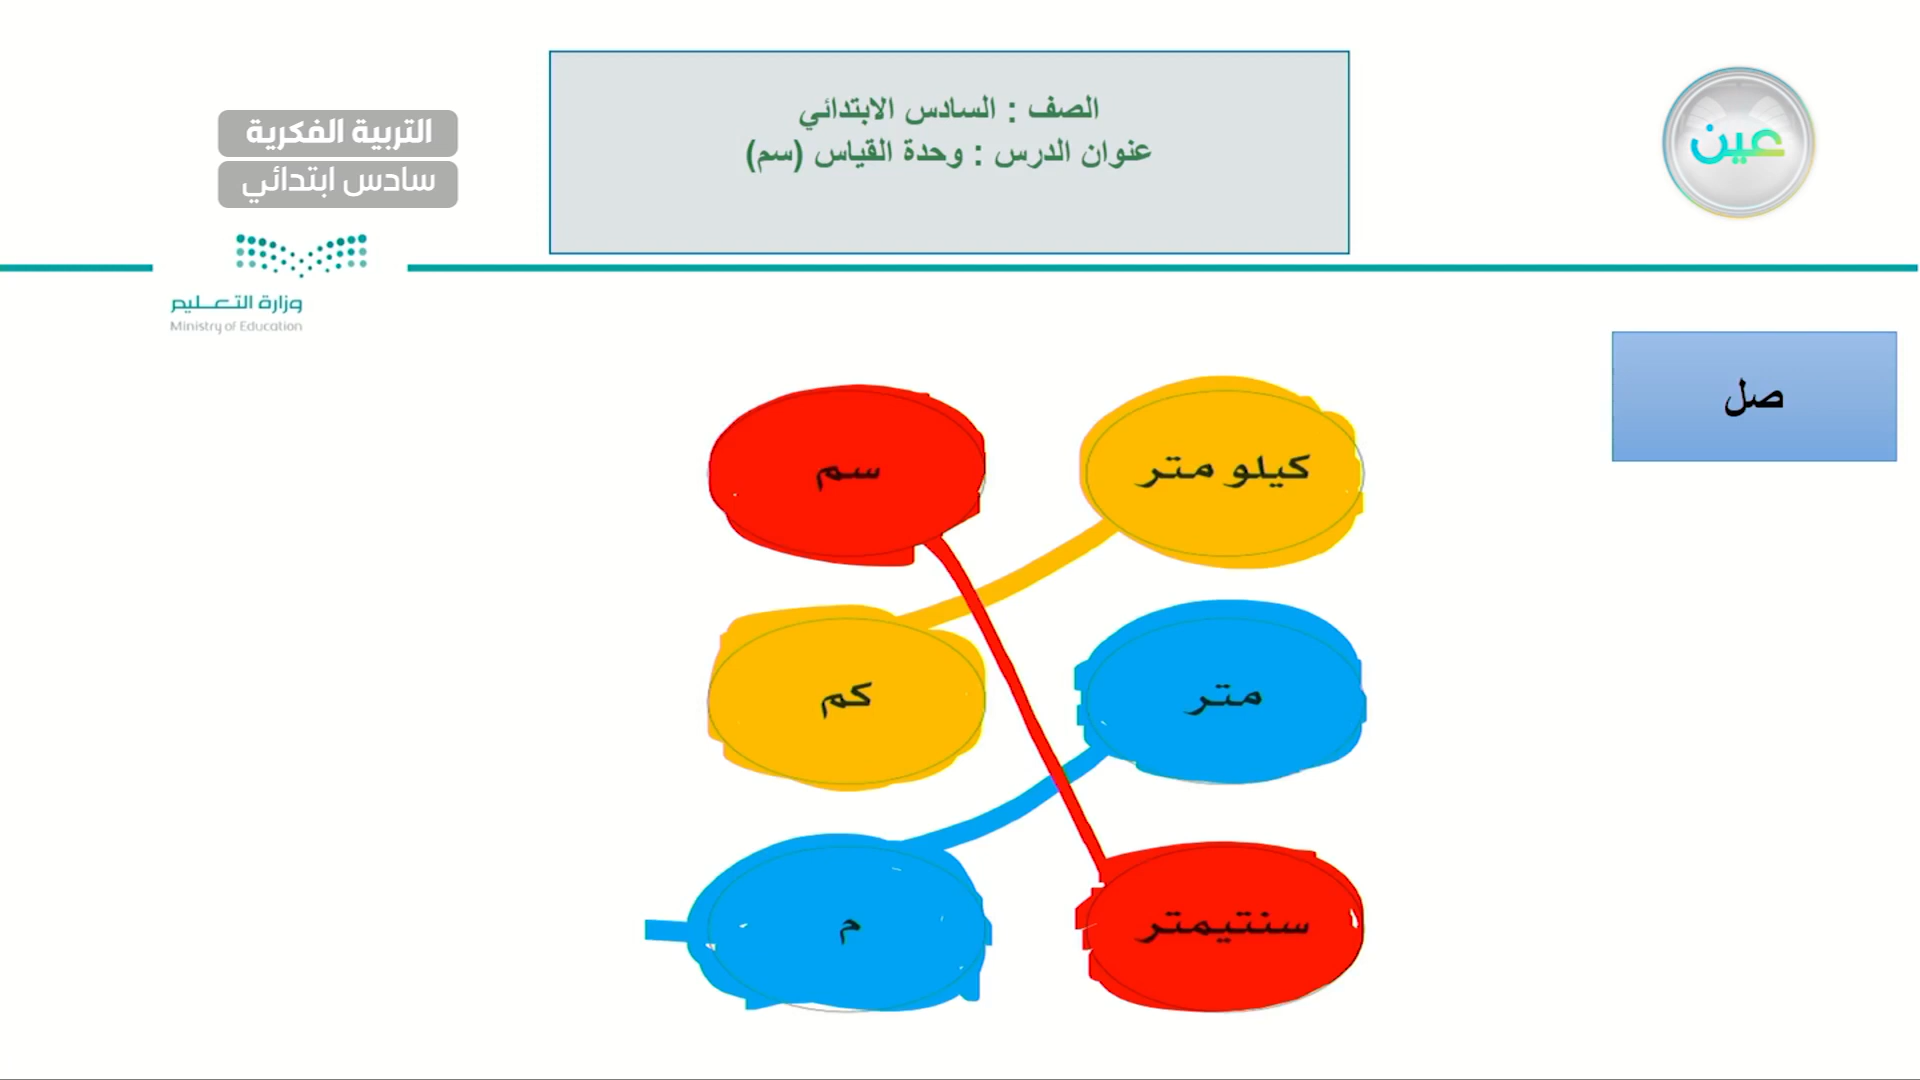 الصف : السادس الابتدائي
عنوان الدرس : وحدة القياس (سم)
عين
التربية الفكرية
سادس ابتدائي
وزارة التعـــليم
Ministry of Education
صل
كيلو متر
سم
متر
كم
سنتيمتر
م